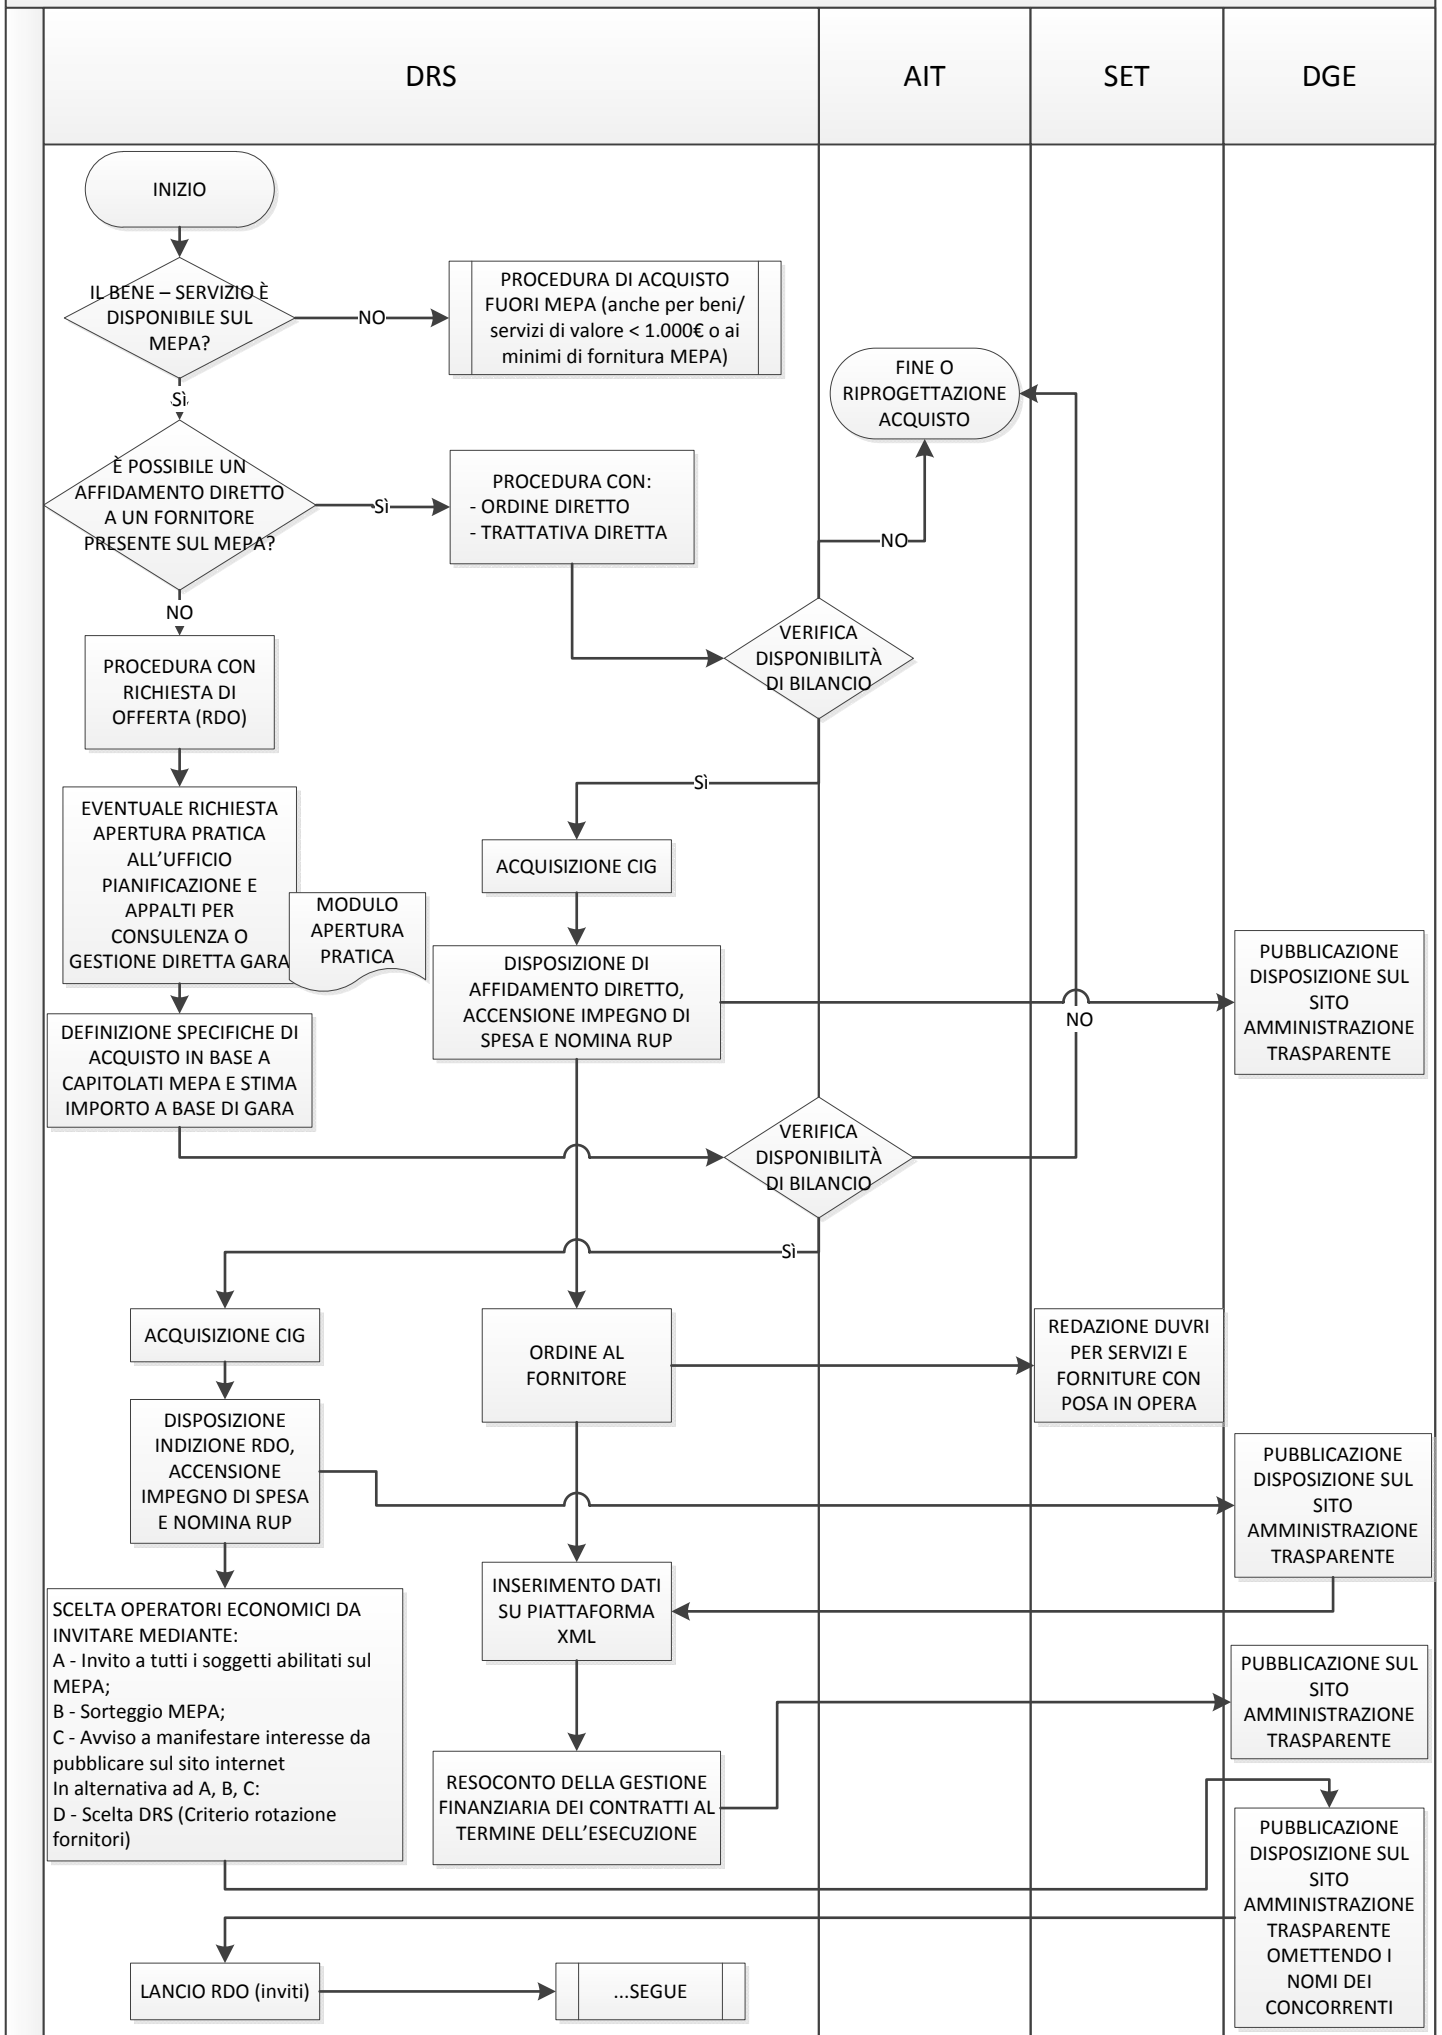 DRS
AIT
SET
DGE
INIZIO
IL BENE – SERVIZIO È
DISPONIBILE SUL
MEPA?
NO
PROCEDURA DI ACQUISTO
FUORI MEPA (anche per beni/
servizi di valore < 1.000€ o ai
minimi di fornitura MEPA)
FINE O
RIPROGETTAZIONE
ACQUISTO
Sì
È POSSIBILE UN
AFFIDAMENTO DIRETTO
A UN FORNITORE
PRESENTE SUL MEPA?
Sì
PROCEDURA CON:
- ORDINE DIRETTO
- TRATTATIVA DIRETTA
NO
NO
VERIFICA
DISPONIBILITÀ
DI BILANCIO
PROCEDURA CON
RICHIESTA DI
OFFERTA (RDO)
Sì
EVENTUALE RICHIESTA
APERTURA PRATICA
ALL'UFFICIO
PIANIFICAZIONE E
APPALTI PER
CONSULENZA O
GESTIONE DIRETTA GARA
MODULO
APERTURA
PRATICA
ACQUISIZIONE CIG
DISPOSIZIONE DI
AFFIDAMENTO DIRETTO,
ACCENSIONE IMPEGNO DI
SPESA E NOMINA RUP
PUBBLICAZIONE
DISPOSIZIONE SUL
SITO
AMMINISTRAZIONE
TRASPARENTE
NO
DEFINIZIONE SPECIFICHE DI
ACQUISTO IN BASE A
CAPITOLATI MEPA E STIMA
IMPORTO A BASE DI GARA
VERIFICA
DISPONIBILITÀ
DI BILANCIO
Sì
ACQUISIZIONE CIG
ORDINE AL
FORNITORE
REDAZIONE DUVRI
PER SERVIZI E
FORNITURE CON
POSA IN OPERA
DISPOSIZIONE
INDIZIONE RDO,
ACCENSIONE
IMPEGNO DI SPESA
E NOMINA RUP
PUBBLICAZIONE
DISPOSIZIONE SUL
SITO
AMMINISTRAZIONE
TRASPARENTE
INSERIMENTO DATI
SU PIATTAFORMA
XML
SCELTA OPERATORI ECONOMICI DA
INVITARE MEDIANTE:
A - Invito a tutti i soggetti abilitati sul
MEPA;
B - Sorteggio MEPA;
C - Avviso a manifestare interesse da
pubblicare sul sito internet
In alternativa ad A, B, C:
D - Scelta DRS (Criterio rotazione
fornitori)
PUBBLICAZIONE SUL
SITO
AMMINISTRAZIONE
TRASPARENTE
RESOCONTO DELLA GESTIONE
FINANZIARIA DEI CONTRATTI AL
TERMINE DELL'ESECUZIONE
PUBBLICAZIONE
DISPOSIZIONE SUL
SITO
AMMINISTRAZIONE
TRASPARENTE
OMETTENDO I
NOMI DEI
CONCORRENTI
LANCIO RDO (inviti)
...SEGUE